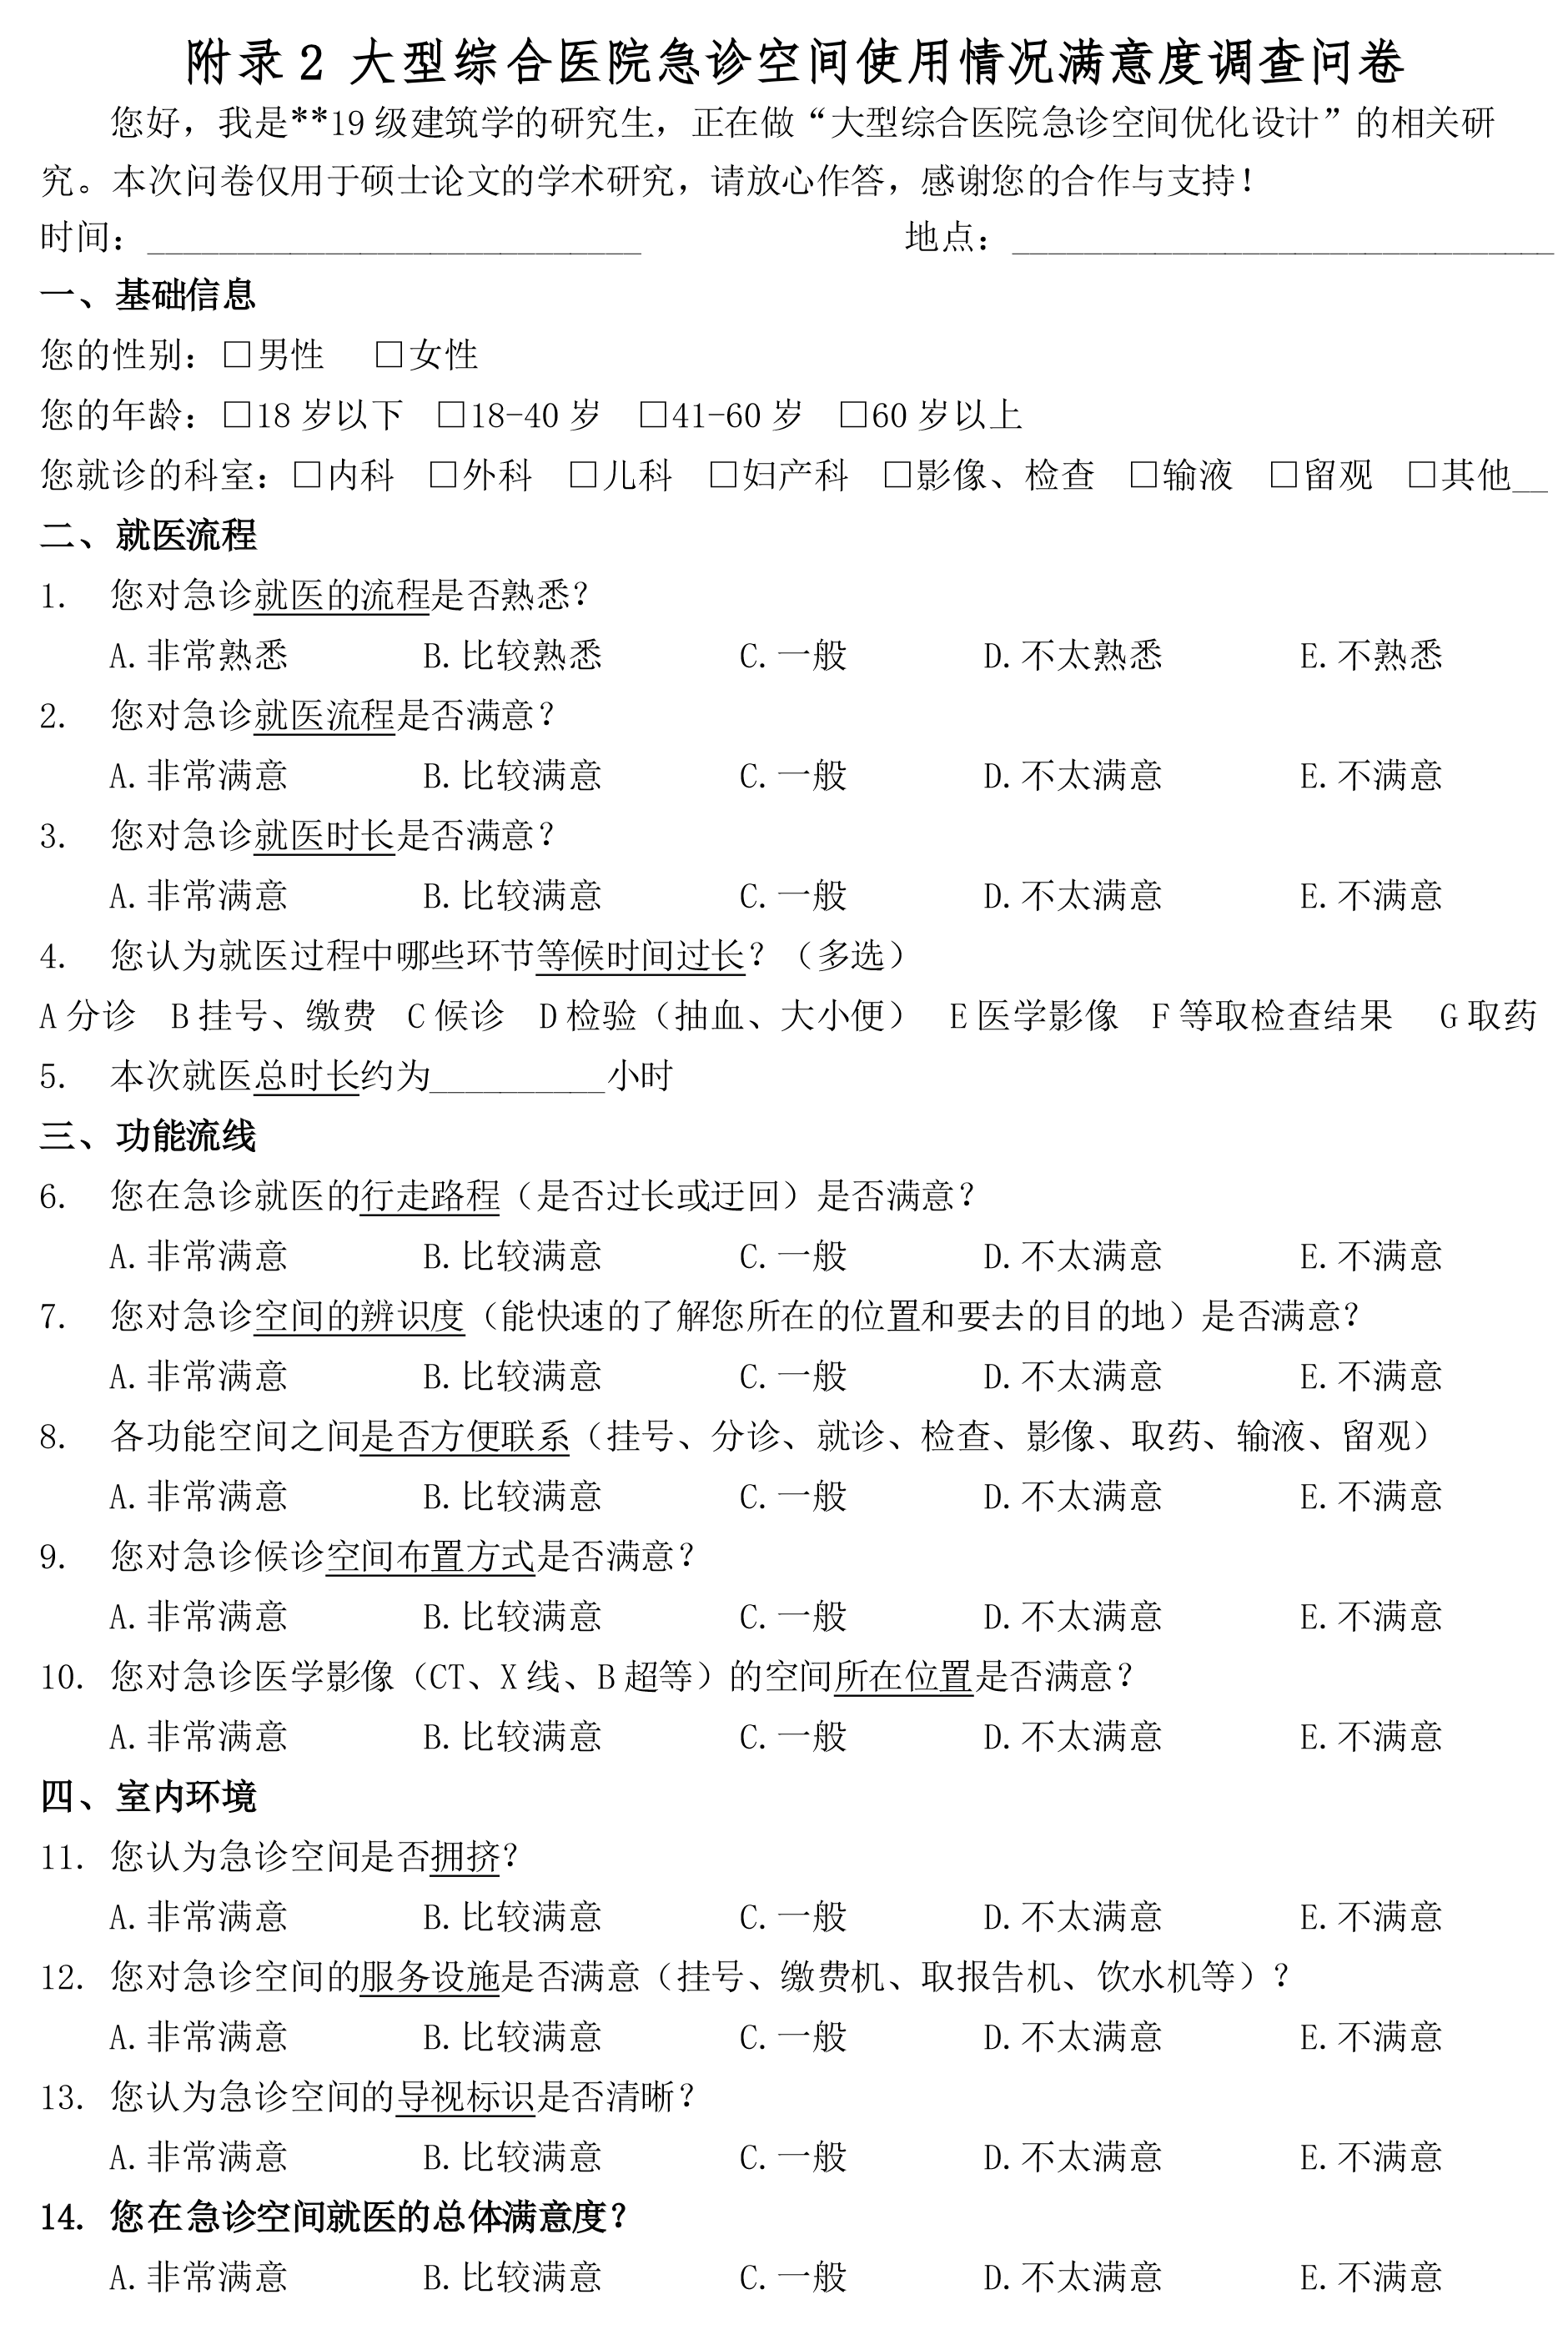 附录2 大型综合医院急诊空间使用情况满意度调查问卷
您好，我是**19级建筑学的研究生，正在做“大型综合医院急诊空间优化设计”的相关研
究。本次问卷仅用于硕士论文的学术研究，请放心作答，感谢您的合作与支持！
时间：____________________________ 地点：_______________________________
一、基础信息
您的性别：□男性 □女性
您的年龄：□18岁以下 □18-40岁 □41-60岁 □60岁以上
您就诊的科室：□内科 □外科 □儿科 □妇产科 □影像、检查 □输液 □留观 □其他__
二、就医流程
1. 您对急诊就医的流程是否熟悉？
A.非常熟悉 B.比较熟悉 C.一般 D.不太熟悉 E.不熟悉
2. 您对急诊就医流程是否满意？
A.非常满意 B.比较满意 C.一般 D.不太满意 E.不满意
3. 您对急诊就医时长是否满意？
A.非常满意 B.比较满意 C.一般 D.不太满意 E.不满意
4. 您认为就医过程中哪些环节等候时间过长？（多选）
A分诊 B挂号、缴费 C候诊 D检验（抽血、大小便） E医学影像 F等取检查结果 G取药
5. 本次就医总时长约为__________小时
三、功能流线
6. 您在急诊就医的行走路程（是否过长或迂回）是否满意？
A.非常满意 B.比较满意 C.一般 D.不太满意 E.不满意
7. 您对急诊空间的辨识度（能快速的了解您所在的位置和要去的目的地）是否满意？
A.非常满意 B.比较满意 C.一般 D.不太满意 E.不满意
8. 各功能空间之间是否方便联系（挂号、分诊、就诊、检查、影像、取药、输液、留观）
A.非常满意 B.比较满意 C.一般 D.不太满意 E.不满意
9. 您对急诊候诊空间布置方式是否满意？
A.非常满意 B.比较满意 C.一般 D.不太满意 E.不满意
10. 您对急诊医学影像（CT、X线、B超等）的空间所在位置是否满意？
A.非常满意 B.比较满意 C.一般 D.不太满意 E.不满意
四、室内环境
11. 您认为急诊空间是否拥挤？
A.非常满意 B.比较满意 C.一般 D.不太满意 E.不满意
12. 您对急诊空间的服务设施是否满意（挂号、缴费机、取报告机、饮水机等）？
A.非常满意 B.比较满意 C.一般 D.不太满意 E.不满意
13. 您认为急诊空间的导视标识是否清晰？
A.非常满意 B.比较满意 C.一般 D.不太满意 E.不满意
14. 您在急诊空间就医的总体满意度？
A.非常满意 B.比较满意 C.一般 D.不太满意 E.不满意